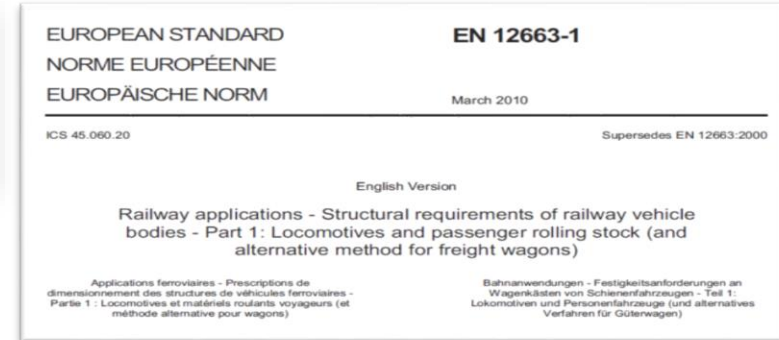 EUROPEAN STANDARD
NORME EUROPÉENNE
EUROPÄISCHE NORM
EN 12663-1
March 2010
ICS 45.060.20
Supersedes EN 12663:2000
English Version
Railway applications - Structural requirements of railway vehicle
bodies - Part 1: Locomotives and passenger rolling stock (and
alternative method for freight wagons)
Applications ferroviaires - Prescriptions de
dimensionnement des structures de véhicules ferroviaires -
Partie 1 : Locomotives et matériels roulants voyageurs (et
méthode alternative pour wagons)
Bahnanwendungen - Festigkeitsanforderungen an
Wagenkästen von Schienenfahrzeugen - Teil 1:
Lokomotiven und Personenfahrzeuge (und alternatives
Verfahren für Güterwagen)